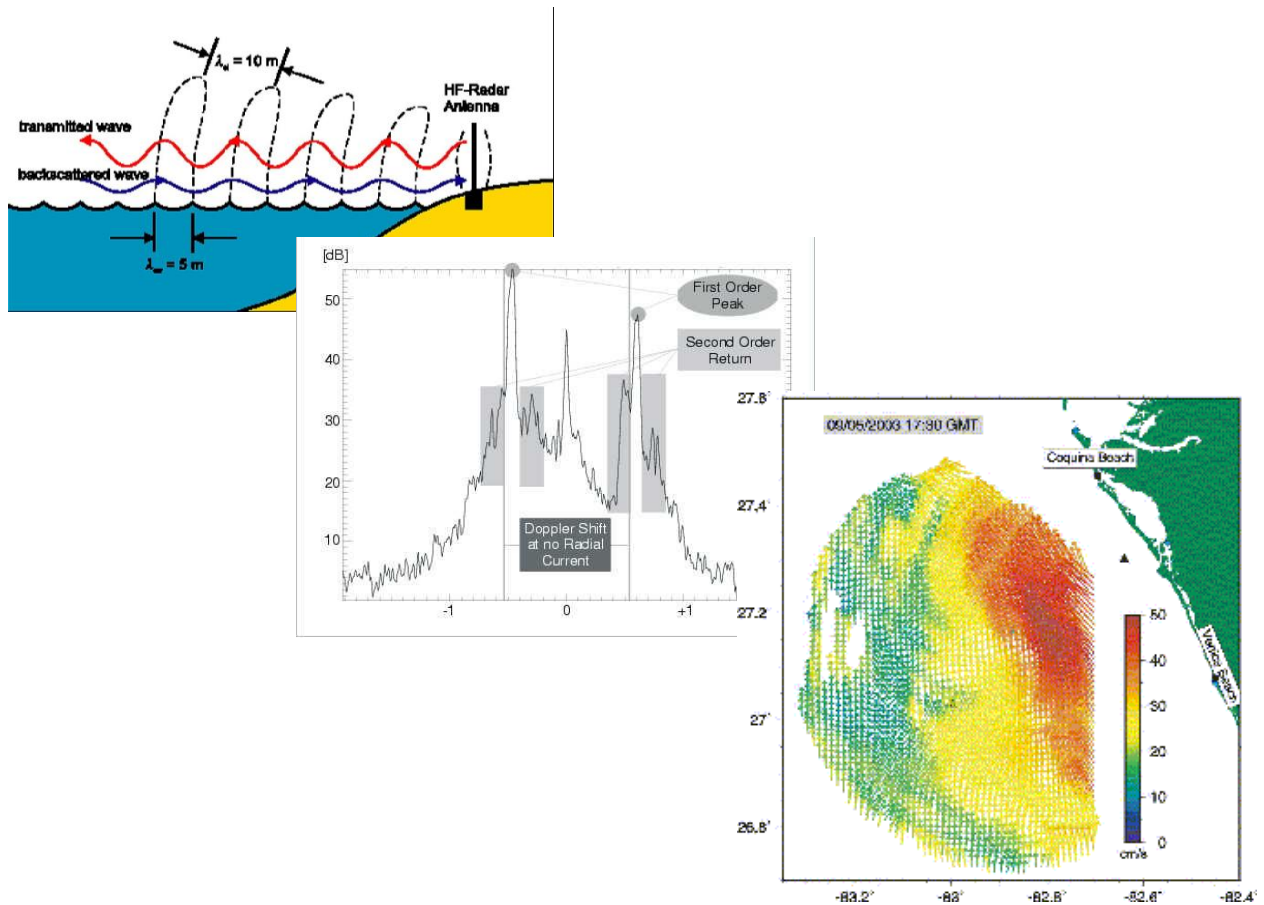 λel = 10 m
HF-Radar
Antenna
transmitted wave
backscattered wave
λsw = 5 m
[dB]
50
40
30
20
10
-1
0
+1
First Order
Peak
Second Order
Return
Doppler Shift
at no Radial
Current
27.6°
27.4°
27.2°
27°
26.8°
09/05/2003 17:30 GMT
Coquina Beach
Venice Beach
50
40
30
20
10
0
cm/s
-83.2°
-83°
-82.8°
-82.6°
-82.4°